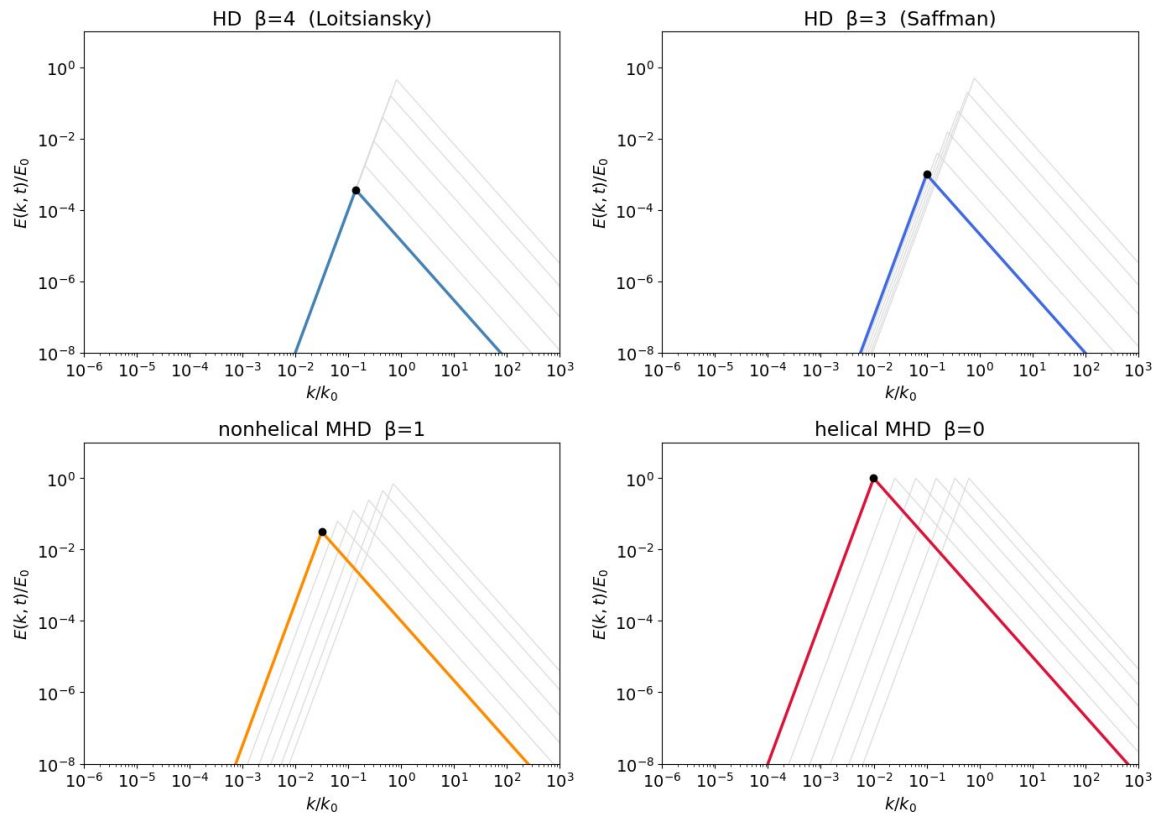 HD β=4 (Loitsiansky)
E(k, t)/E₀
10⁰
10⁻²
10⁻⁴
10⁻⁶
10⁻⁸
10⁻⁶ 10⁻⁵ 10⁻⁴ 10⁻³ 10⁻² 10⁻¹ 10⁰ 10¹ 10² 10³
k/k₀
HD β=3 (Saffman)
E(k, t)/E₀
10⁰
10⁻²
10⁻⁴
10⁻⁶
10⁻⁸
10⁻⁶ 10⁻⁵ 10⁻⁴ 10⁻³ 10⁻² 10⁻¹ 10⁰ 10¹ 10² 10³
k/k₀
nonhelical MHD β=1
E(k, t)/E₀
10⁰
10⁻²
10⁻⁴
10⁻⁶
10⁻⁸
10⁻⁶ 10⁻⁵ 10⁻⁴ 10⁻³ 10⁻² 10⁻¹ 10⁰ 10¹ 10² 10³
k/k₀
helical MHD β=0
E(k, t)/E₀
10⁰
10⁻²
10⁻⁴
10⁻⁶
10⁻⁸
10⁻⁶ 10⁻⁵ 10⁻⁴ 10⁻³ 10⁻² 10⁻¹ 10⁰ 10¹ 10² 10³
k/k₀